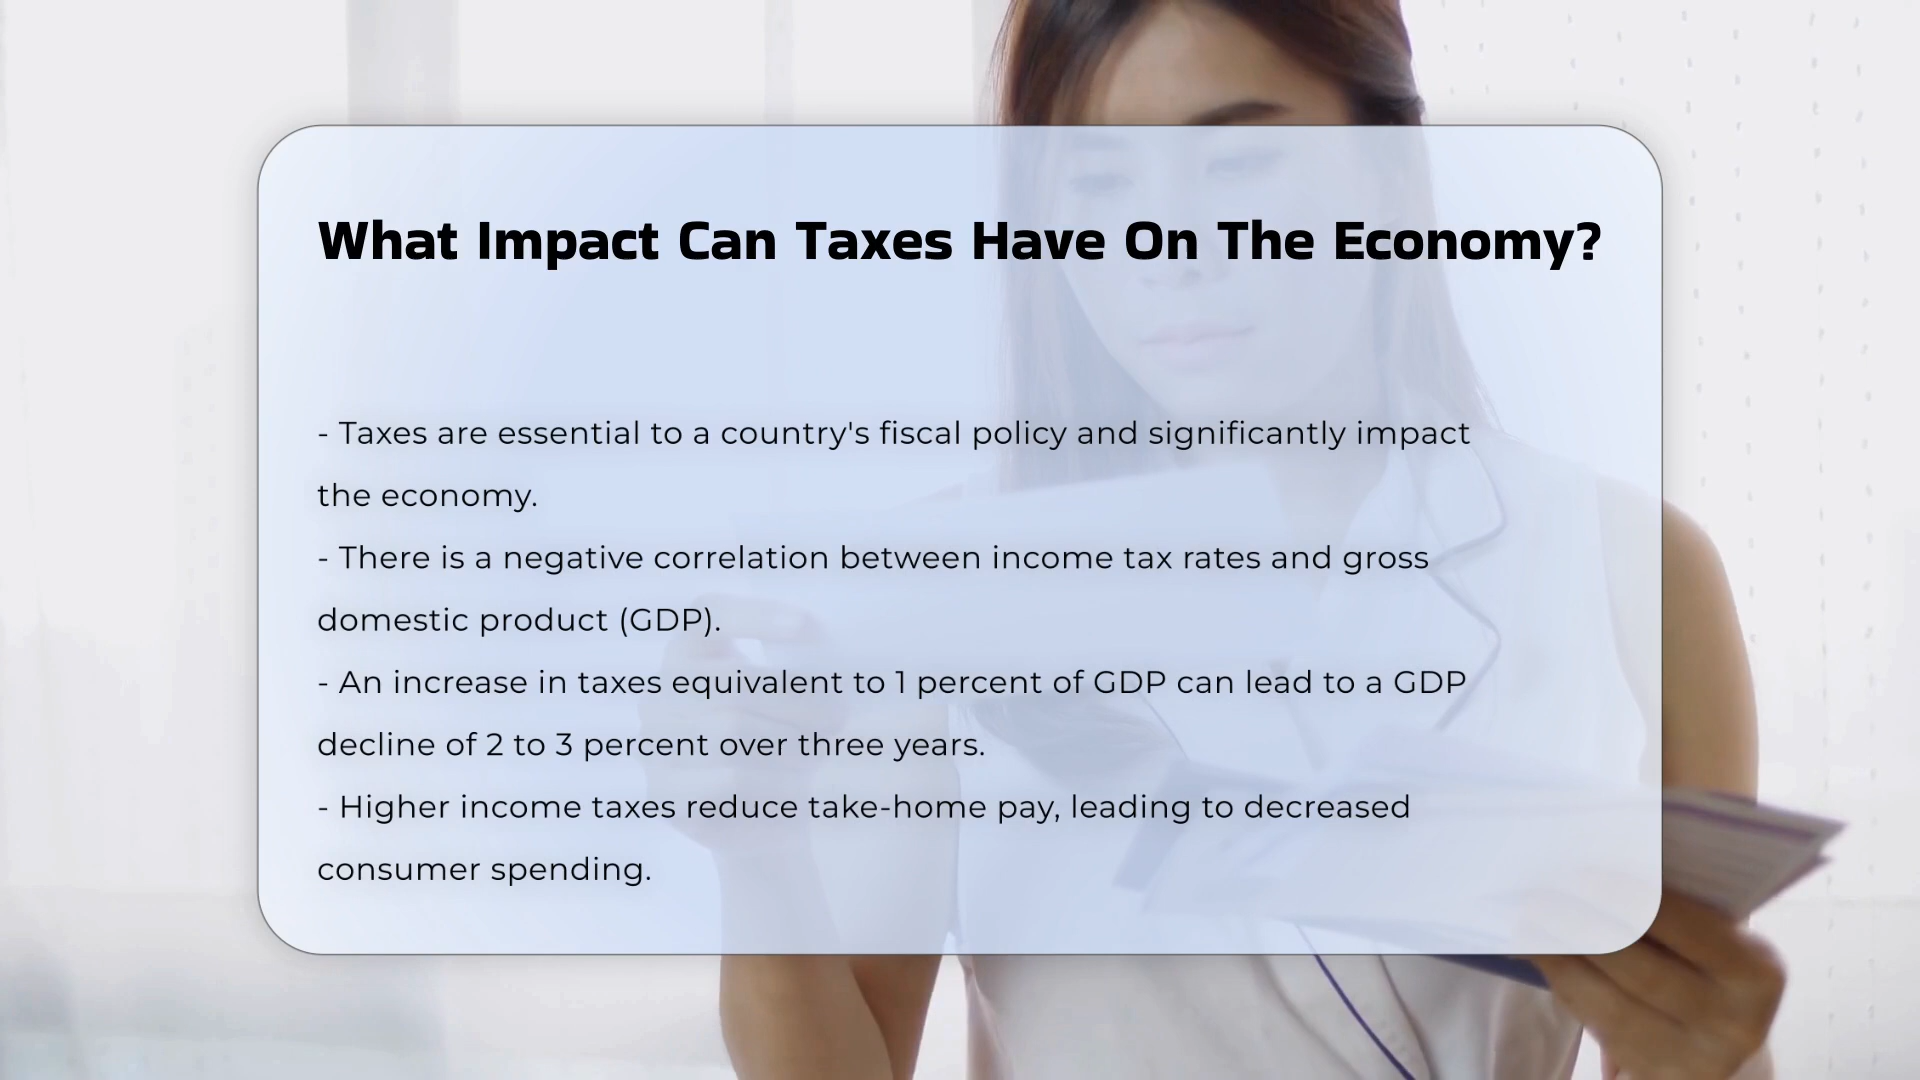 What Impact Can Taxes Have On The Economy?
- Taxes are essential to a country's fiscal policy and significantly impact
the economy.
- There is a negative correlation between income tax rates and gross
domestic product (GDP).
- An increase in taxes equivalent to 1 percent of GDP can lead to a GDP
decline of 2 to 3 percent over three years.
- Higher income taxes reduce take-home pay, leading to decreased
consumer spending.